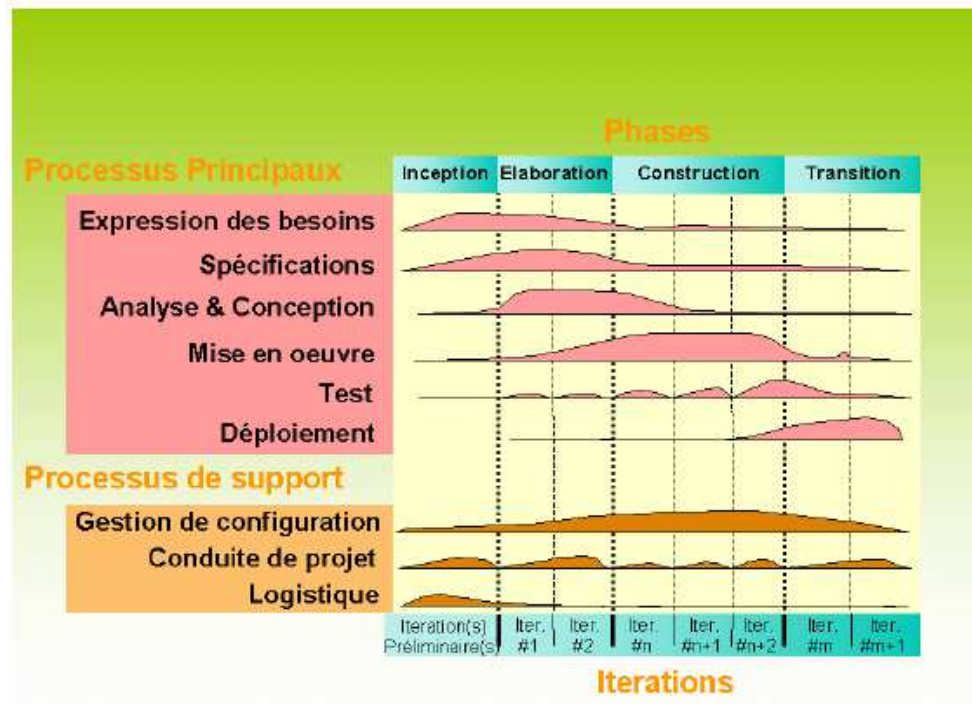 Phases
Processus Principaux
Inception Elaboration Construction Transition
Expression des besoins
Spécifications
Analyse & Conception
Mise en oeuvre
Test
Déploiement
Processus de support
Gestion de configuration
Conduite de projet
Logistique
Iteration(s) Iter. Iter. Iter. Iter. Iter. Iter. Iter.
Préliminaire(s) #1 #2 #n #n+1 #n+2 #m #m+1
Iterations